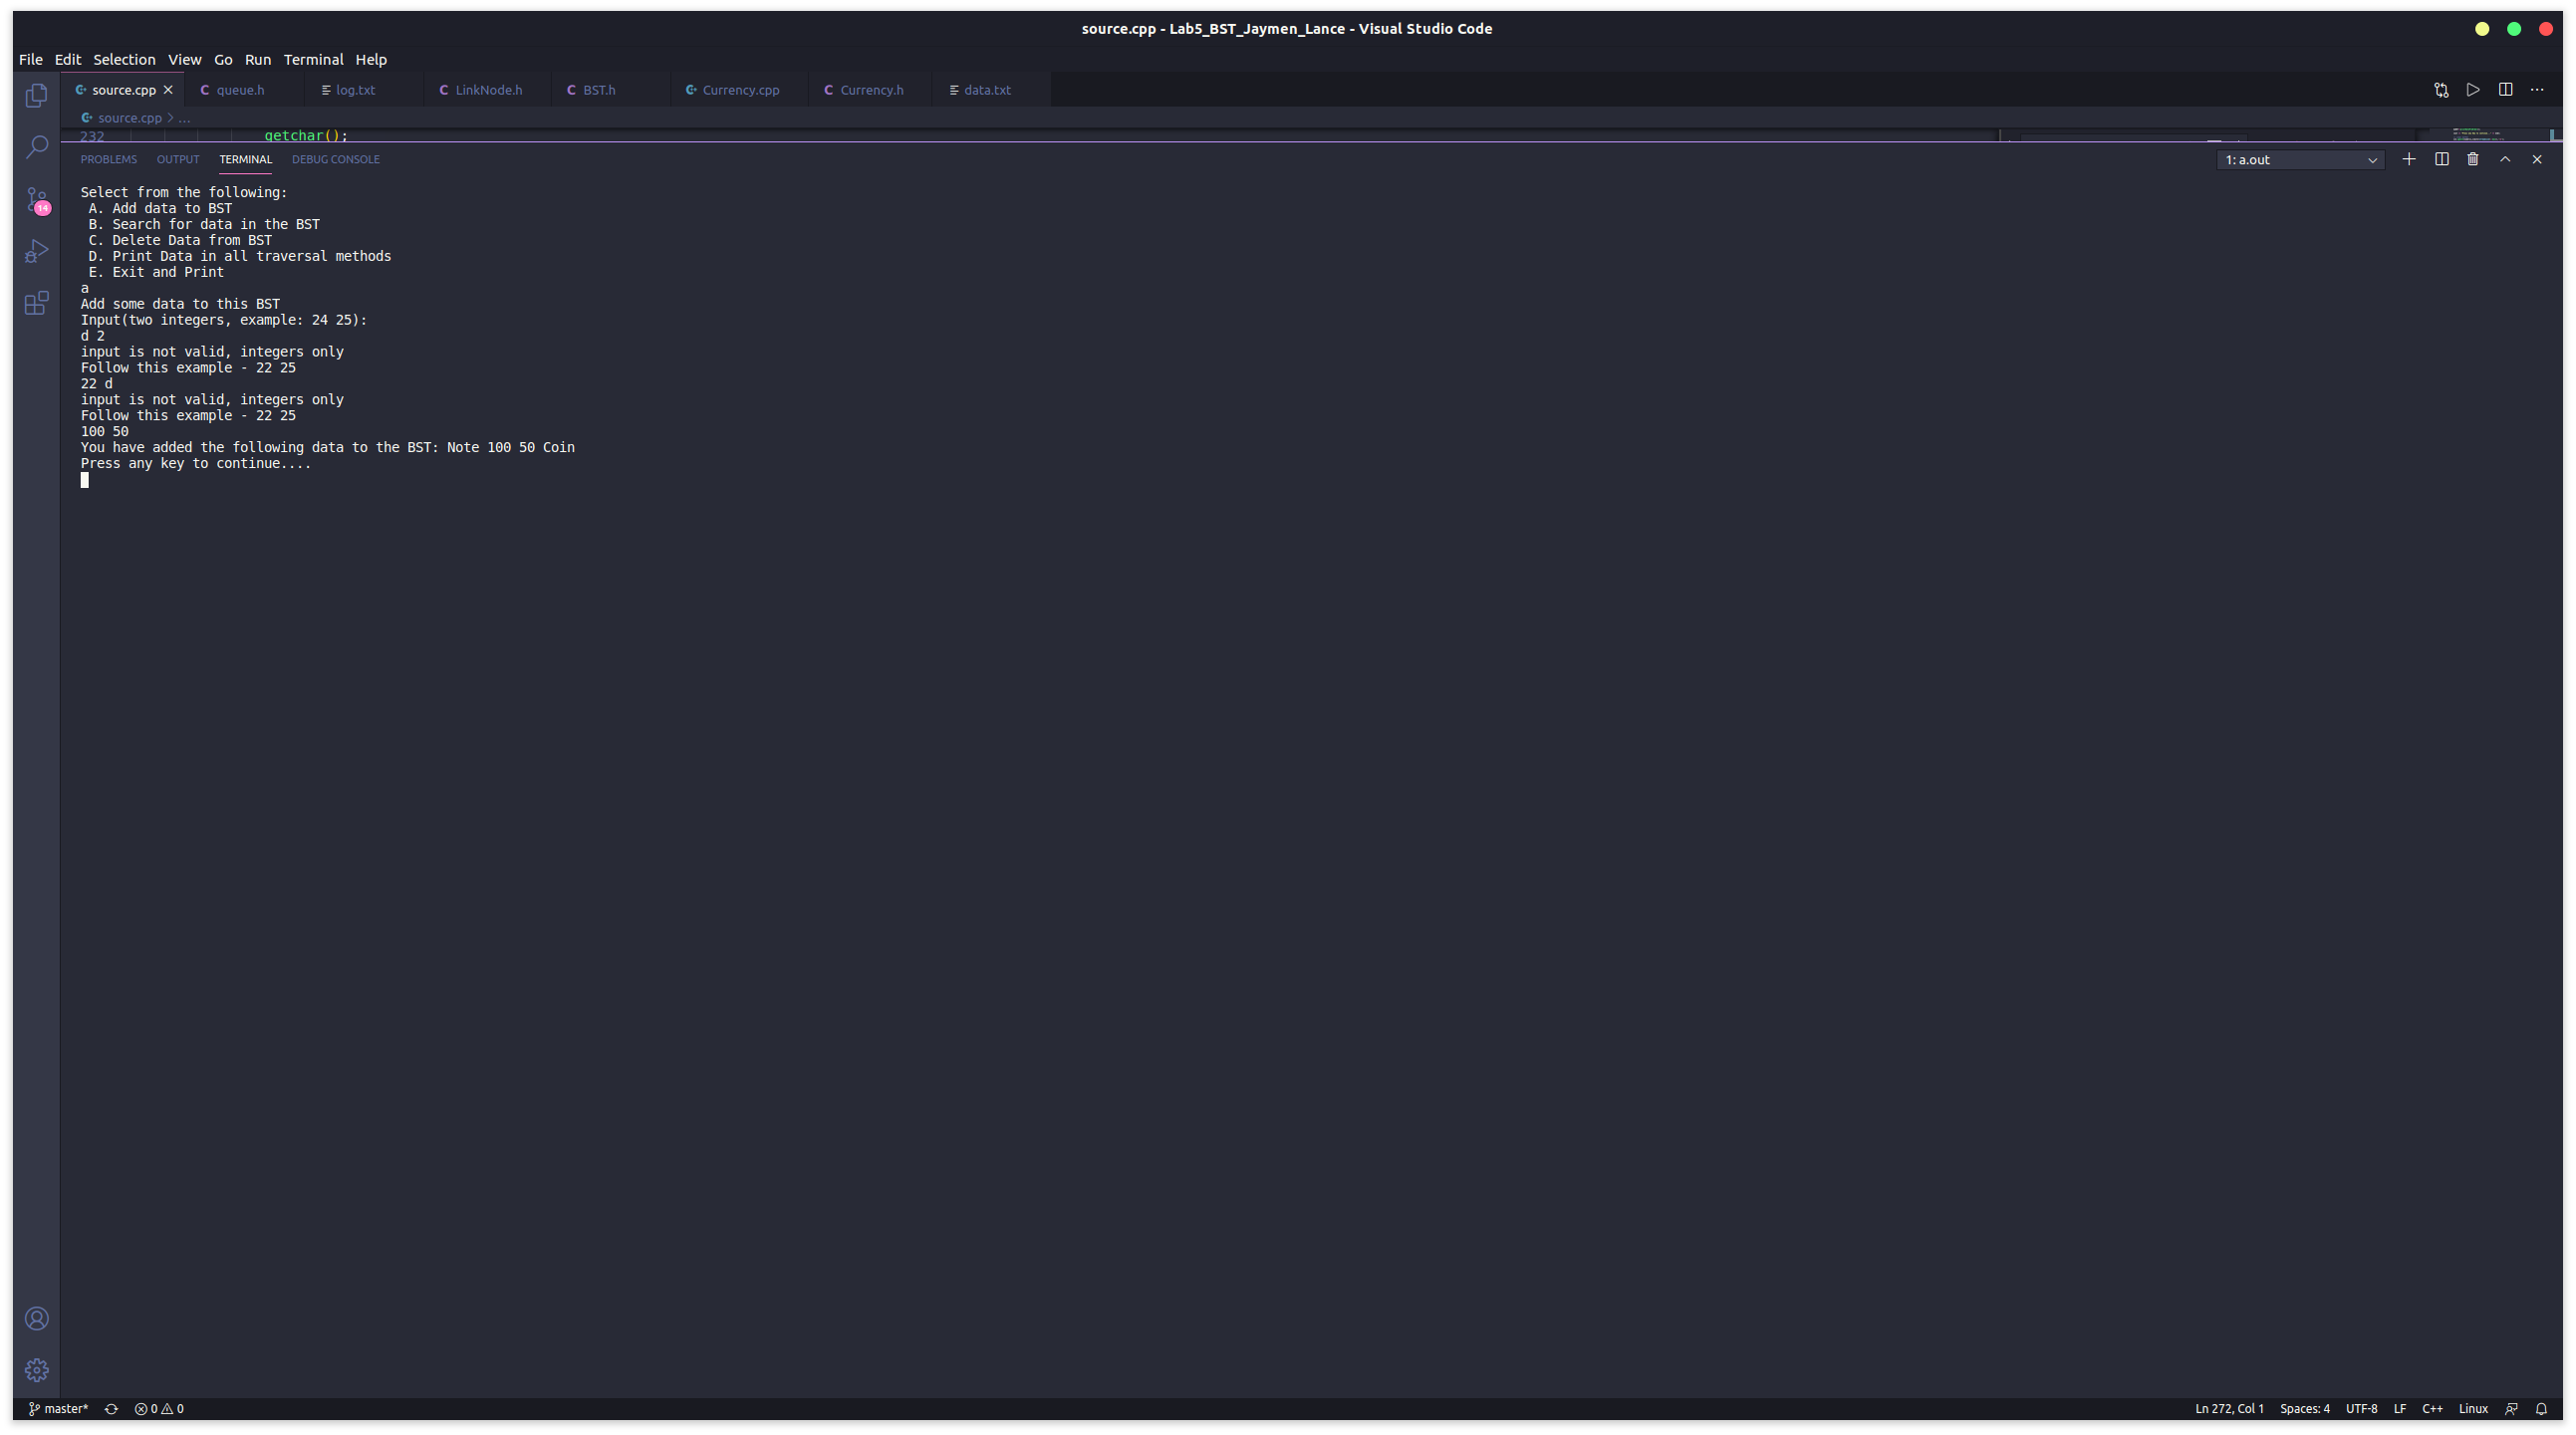 source.cpp - Lab5_BST_Jaymen_Lance - Visual Studio Code
File Edit Selection View Go Run Terminal Help
source.cpp queue.h log.txt LinkNode.h BST.h Currency.cpp Currency.h data.txt
source.cpp > ...
232 getchar();
PROBLEMS OUTPUT TERMINAL DEBUG CONSOLE 1: a.out
14
Select from the following:
A. Add data to BST
B. Search for data in the BST
C. Delete Data from BST
D. Print Data in all traversal methods
E. Exit and Print
a
Add some data to this BST
Input(two integers, example: 24 25):
d 2
input is not valid, integers only
Follow this example - 22 25
22 d
input is not valid, integers only
Follow this example - 22 25
100 50
You have added the following data to the BST: Note 100 50 Coin
Press any key to continue....
master* 0 0 Ln 272, Col 1 Spaces: 4 UTF-8 LF C++ Linux